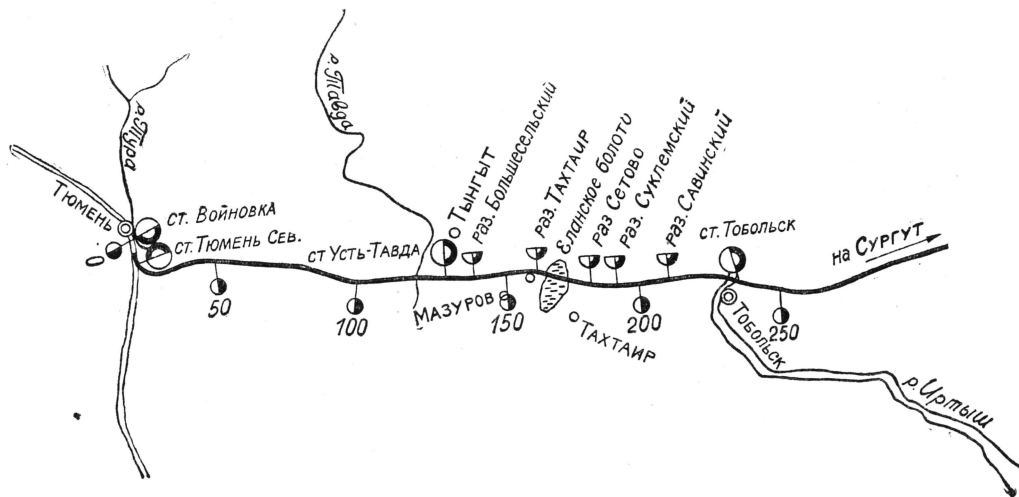 р. Тура
Тюмень
ст. Войновка
ст. Тюмень Сев.
50
100
р. Тавда
ст Усть-Тавда
Тынгыт
раз. Большесельский
Мазуров
150
раз. Тахтаир
Еланское болото
Тахтаир
раз Сетово
раз. Суклемский
200
раз. Савинский
ст. Тобольск
Тобольск
250
на Сургут
р. Иртыш